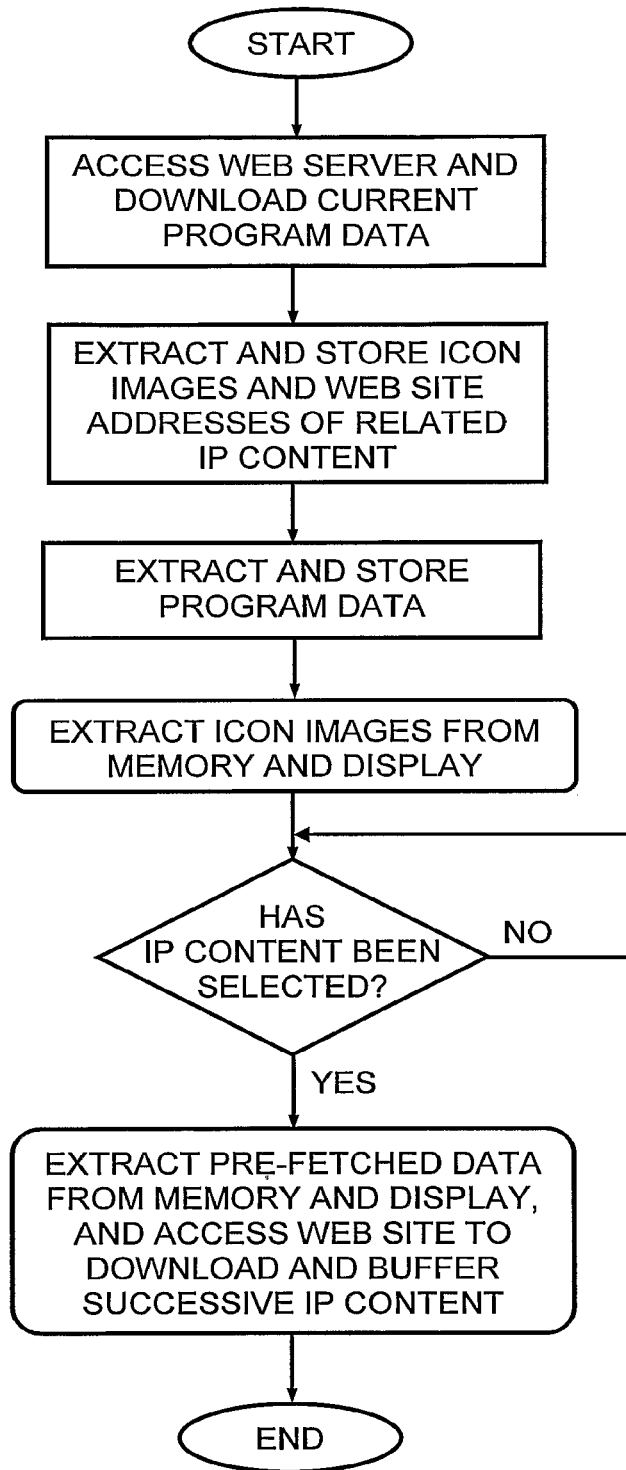 START
ACCESS WEB SERVER AND
DOWNLOAD CURRENT
PROGRAM DATA
EXTRACT AND STORE ICON
IMAGES AND WEB SITE
ADDRESSES OF RELATED
IP CONTENT
EXTRACT AND STORE
PROGRAM DATA
EXTRACT ICON IMAGES FROM
MEMORY AND DISPLAY
HAS
IP CONTENT BEEN
SELECTED?
NO
YES
EXTRACT PRE-FETCHED DATA
FROM MEMORY AND DISPLAY,
AND ACCESS WEB SITE TO
DOWNLOAD AND BUFFER
SUCCESSIVE IP CONTENT
END